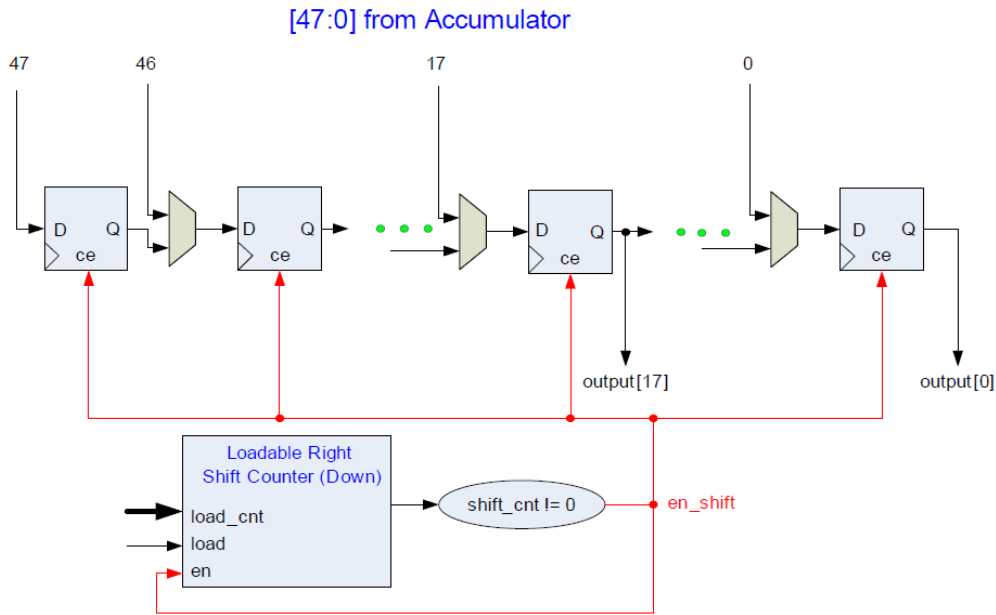 [47:0] from Accumulator
47 46 17 0
D Q D Q D Q D Q
ce ce ce ce
output[17] output[0]
Loadable Right
Shift Counter (Down)
load_cnt
load
en
shift_cnt != 0
en_shift